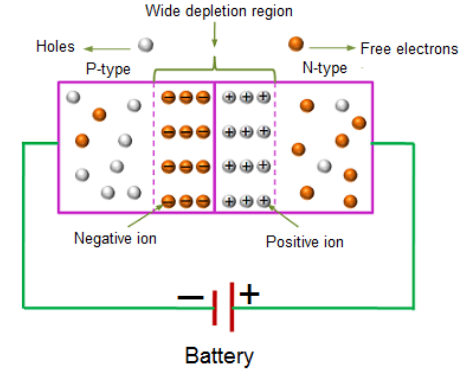 Wide depletion region
Holes
Free electrons
P-type
N-type
Negative ion
Positive ion
− +
Battery